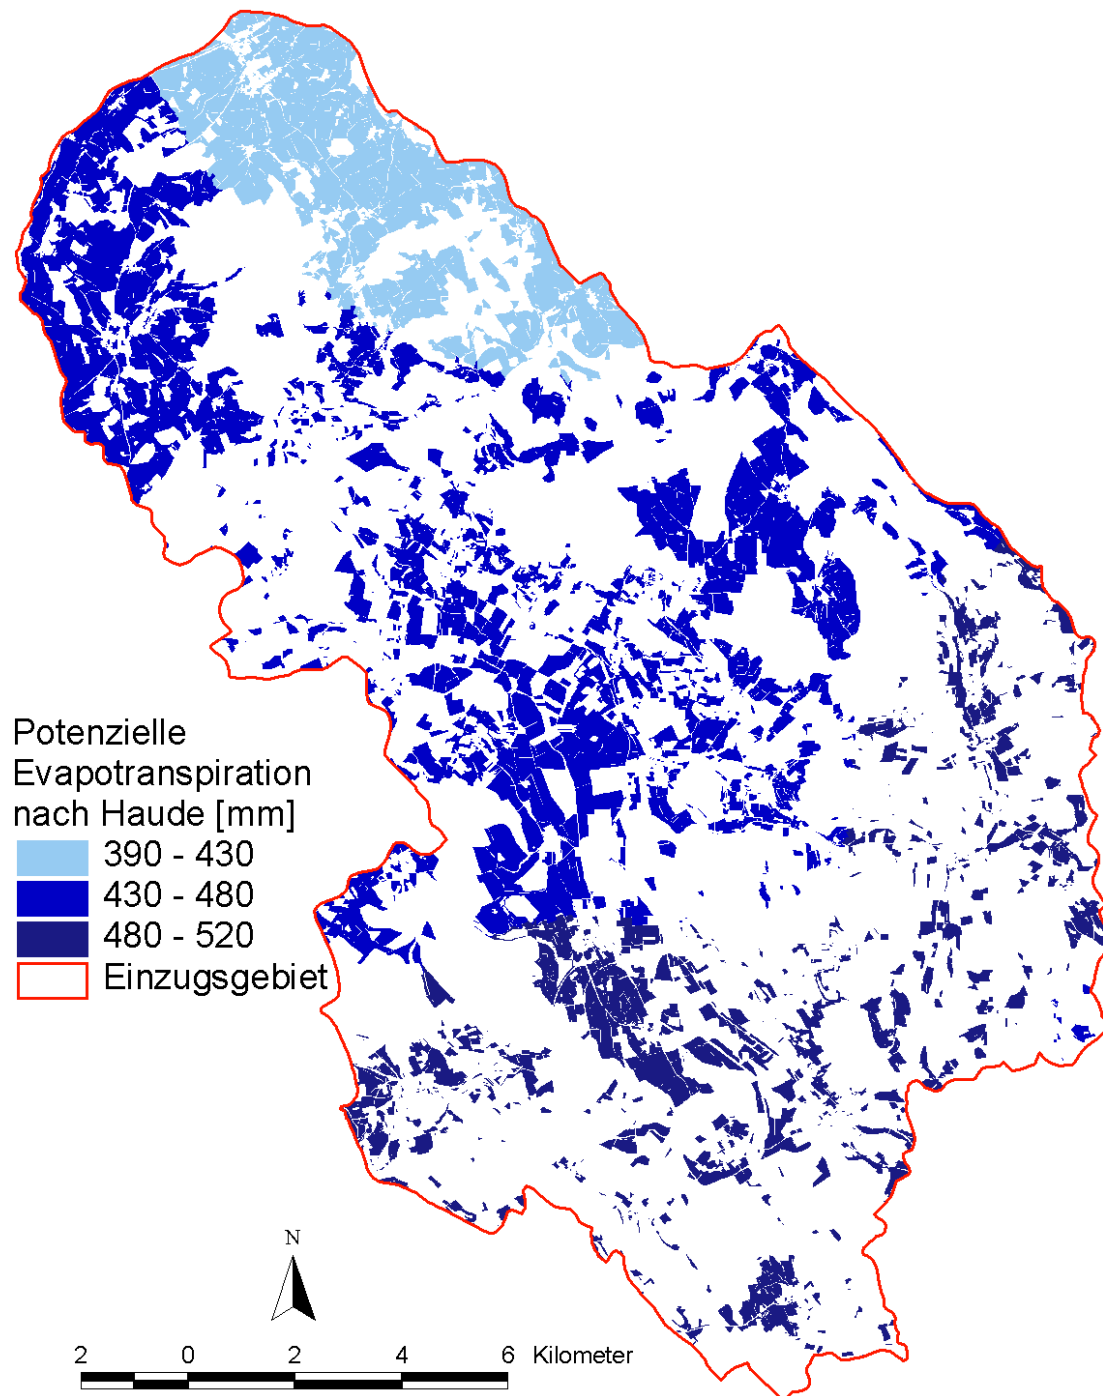 Potenzielle
Evapotranspiration
nach Haude [mm]
390 - 430
430 - 480
480 - 520
Einzugsgebiet
N
2 0 2 4 6 Kilometer